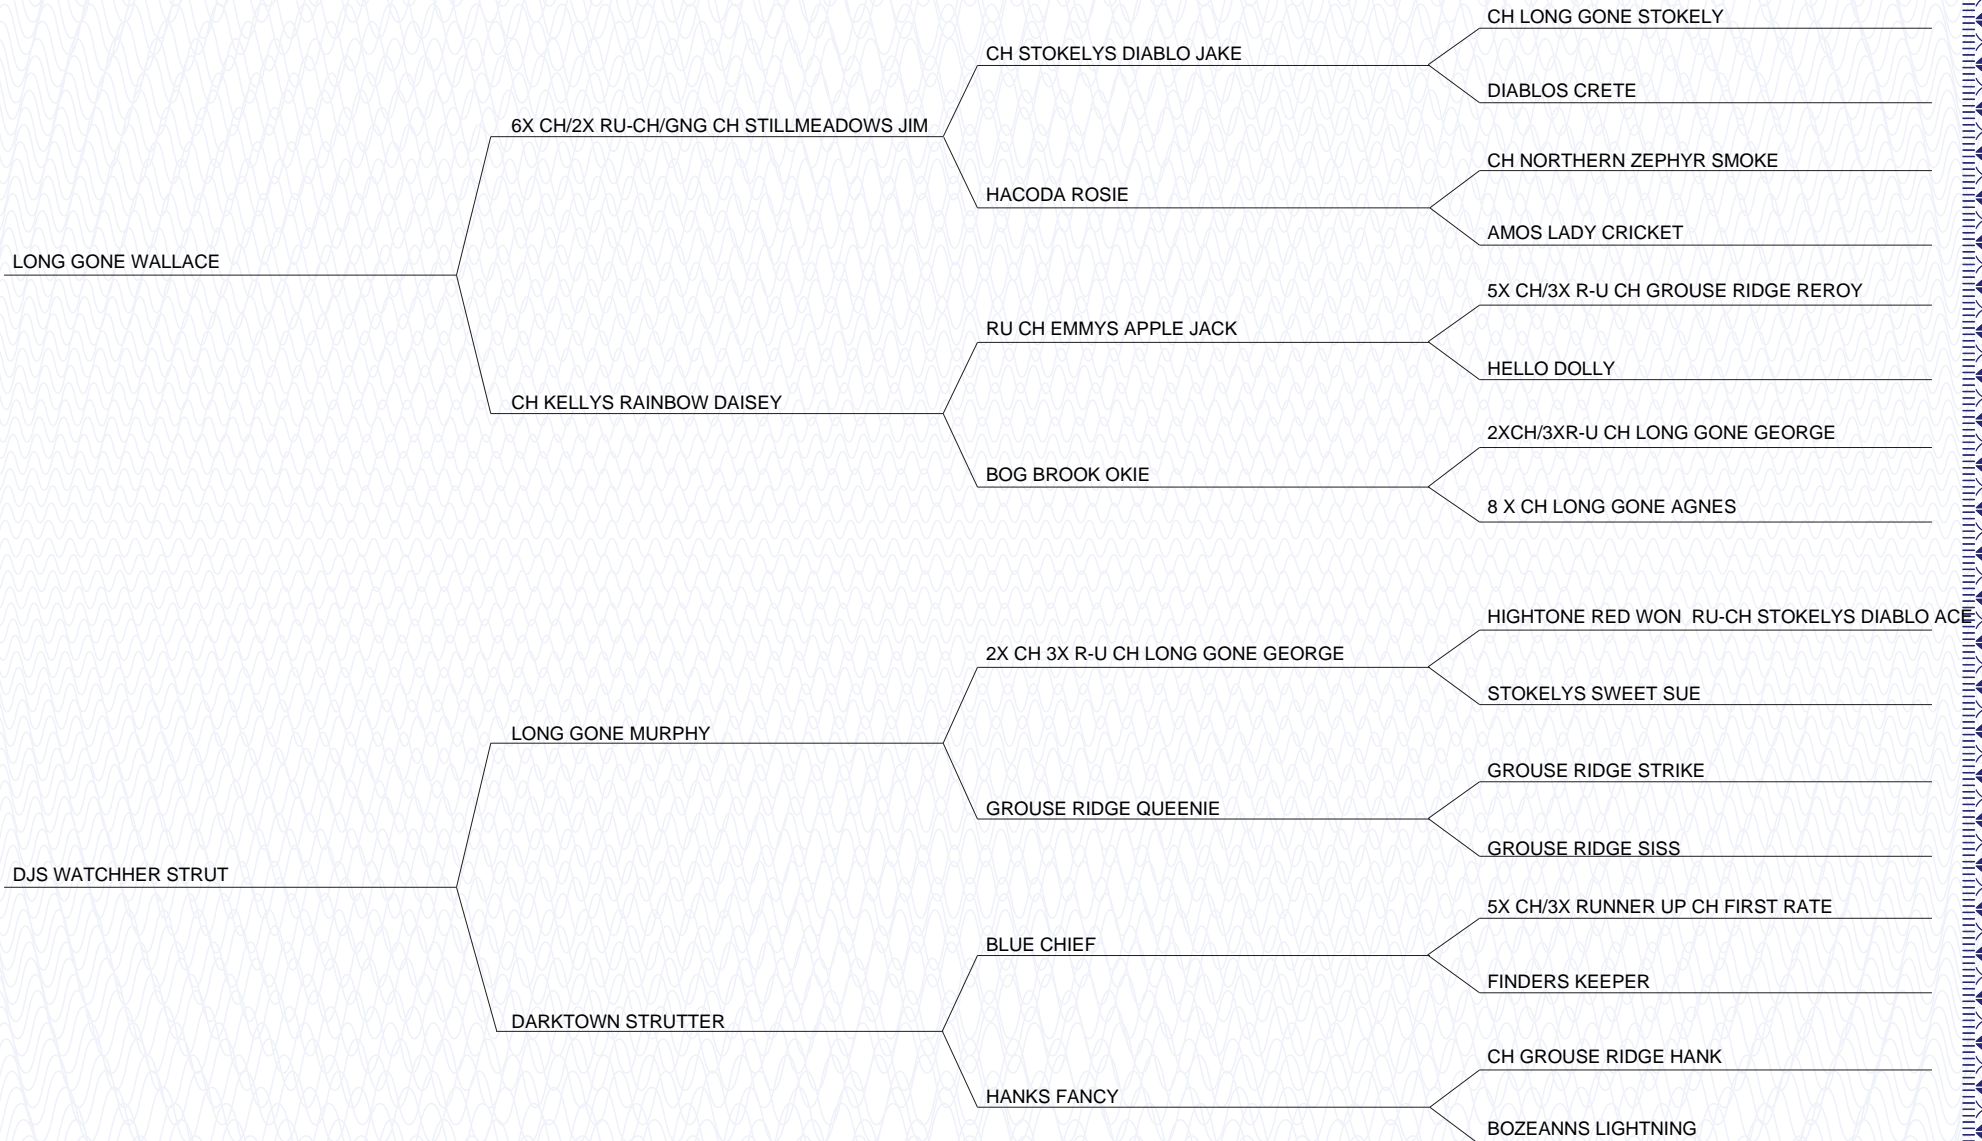 CH LONG GONE STOKELY
CH STOKELYS DIABLO JAKE
DIABLOS CRETE
6X CH/2X RU-CH/GNG CH STILLMEADOWS JIM
CH NORTHERN ZEPHYR SMOKE
HACODA ROSIE
AMOS LADY CRICKET
LONG GONE WALLACE
5X CH/3X R-U CH GROUSE RIDGE REROY
RU CH EMMYS APPLE JACK
HELLO DOLLY
CH KELLYS RAINBOW DAISEY
2XCH/3XR-U CH LONG GONE GEORGE
BOG BROOK OKIE
8 X CH LONG GONE AGNES
HIGHTONE RED WON  RU-CH STOKELYS DIABLO ACE
2X CH 3X R-U CH LONG GONE GEORGE
STOKELYS SWEET SUE
LONG GONE MURPHY
GROUSE RIDGE STRIKE
GROUSE RIDGE QUEENIE
GROUSE RIDGE SISS
DJS WATCHHER STRUT
5X CH/3X RUNNER UP CH FIRST RATE
BLUE CHIEF
FINDERS KEEPER
DARKTOWN STRUTTER
CH GROUSE RIDGE HANK
HANKS FANCY
BOZEANNS LIGHTNING